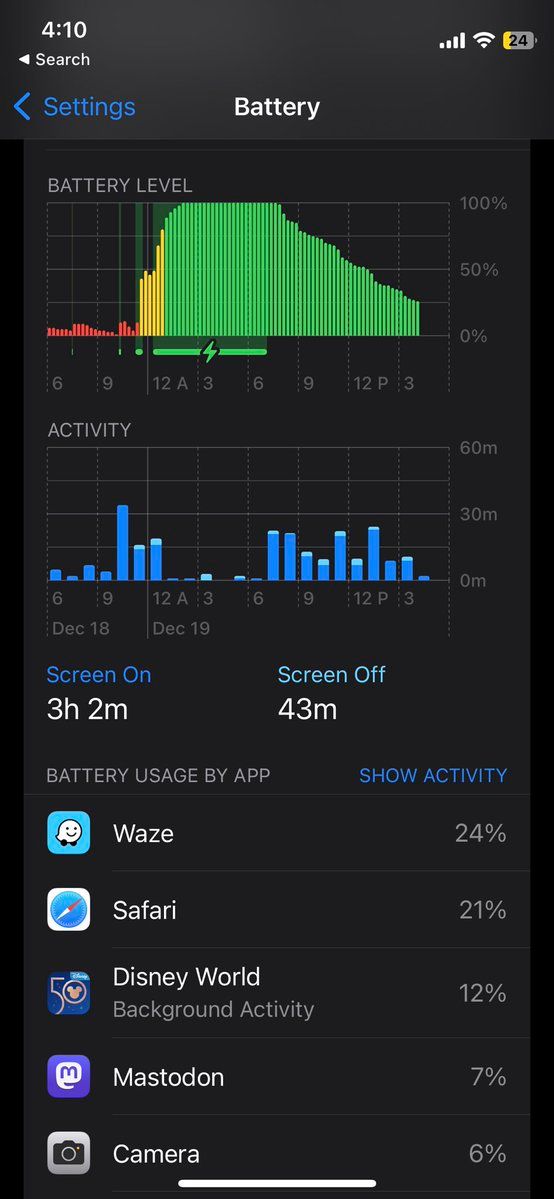 4:10
24
◀ Search
Settings
Battery
BATTERY LEVEL
100%
50%
0%
6 9 12 A 3 6 9 12 P 3
ACTIVITY
60m
30m
0m
6 9 12 A 3 6 9 12 P 3
Dec 18 Dec 19
Screen On Screen Off
3h 2m 43m
BATTERY USAGE BY APP SHOW ACTIVITY
Waze 24%
Safari 21%
Disney
50
Disney World
Background Activity
12%
Mastodon 7%
Camera 6%